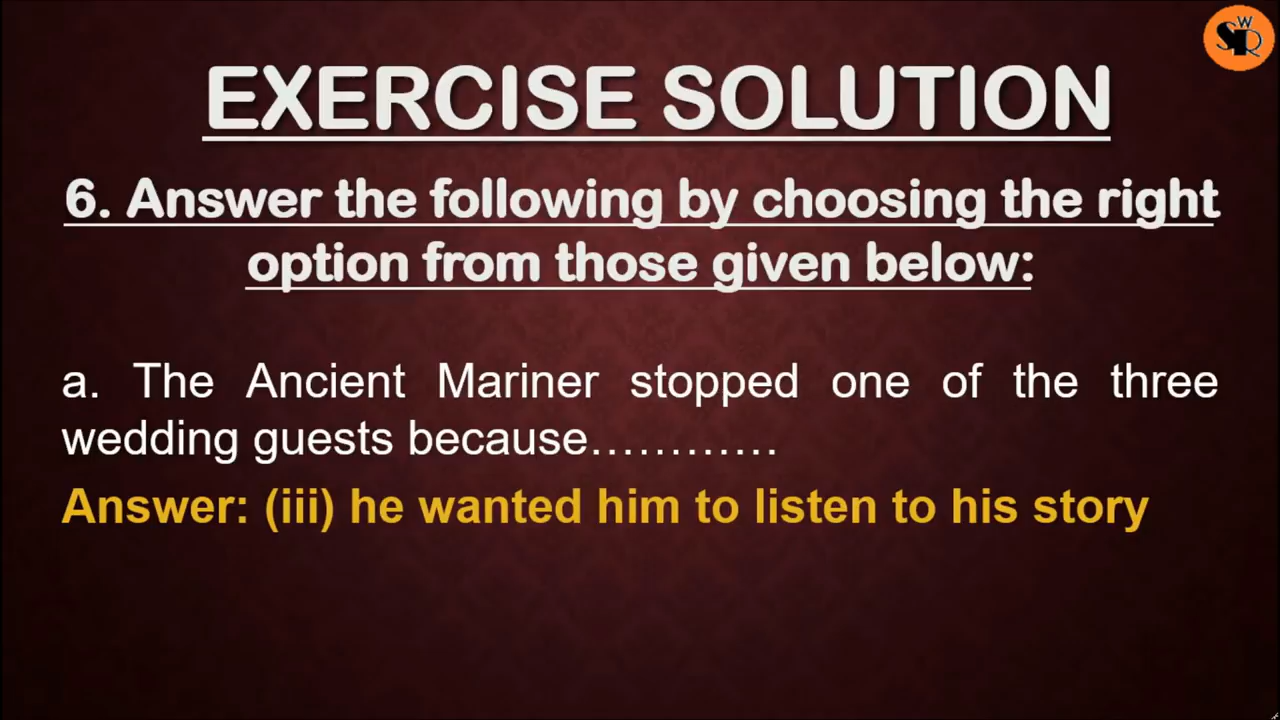 EXERCISE SOLUTION
6. Answer the following by choosing the right
option from those given below:
a. The Ancient Mariner stopped one of the three
wedding guests because…………
Answer: (iii) he wanted him to listen to his story